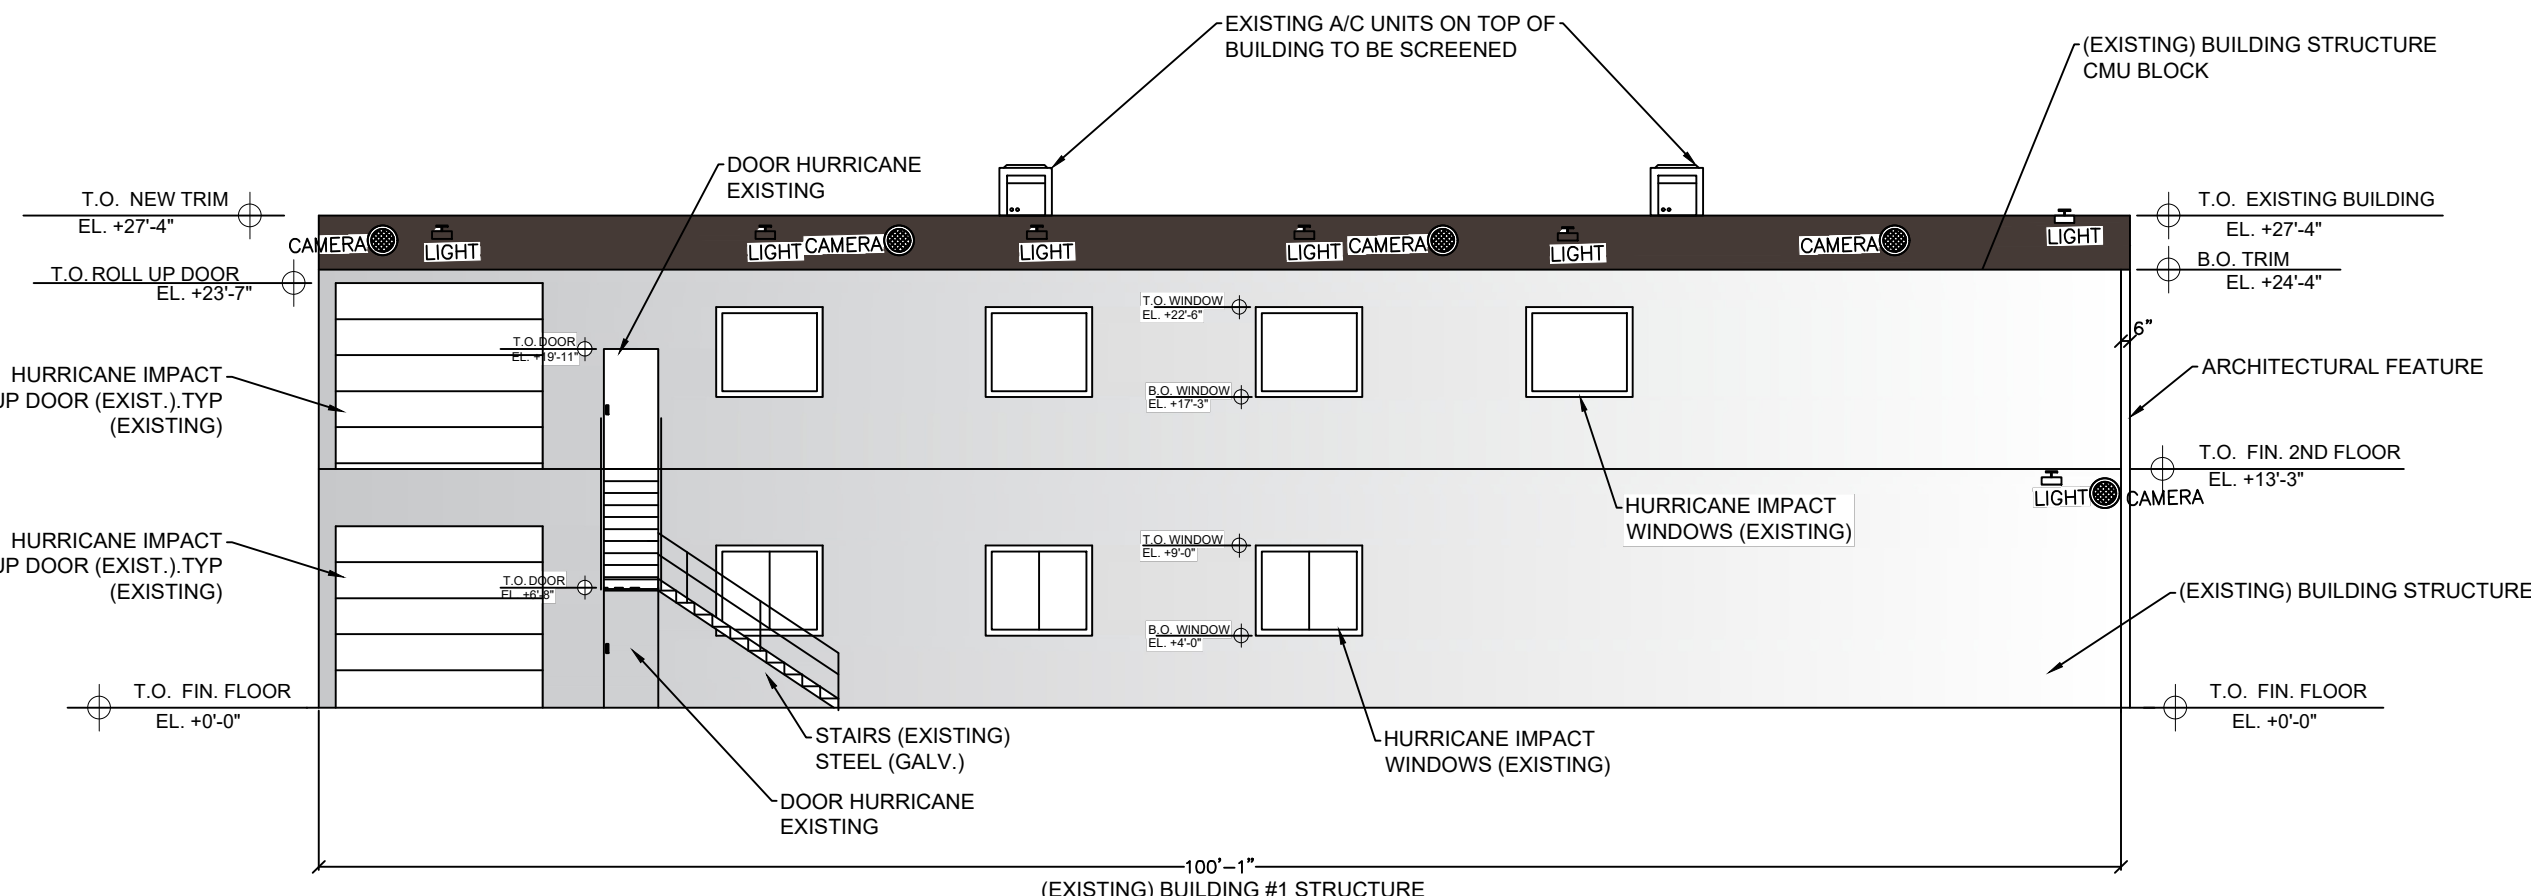 EXISTING A/C UNITS ON TOP OF
BUILDING TO BE SCREENED
(EXISTING) BUILDING STRUCTURE
CMU BLOCK
DOOR HURRICANE
EXISTING
T.O. NEW TRIM
EL. +27'-4"
T.O. EXISTING BUILDING
EL. +27'-4"
CAMERA
LIGHT
LIGHT
CAMERA
LIGHT
LIGHT
CAMERA
LIGHT
CAMERA
LIGHT
T.O. ROLL UP DOOR
EL. +23'-7"
B.O. TRIM
EL. +24'-4"
T.O. WINDOW
EL. +22'-6"
6"
T.O. DOOR
EL. +19'-11"
HURRICANE IMPACT
UP DOOR (EXIST.).TYP
(EXISTING)
B.O. WINDOW
EL. +17'-3"
ARCHITECTURAL FEATURE
T.O. FIN. 2ND FLOOR
EL. +13'-3"
LIGHT
CAMERA
HURRICANE IMPACT
WINDOWS (EXISTING)
HURRICANE IMPACT
UP DOOR (EXIST.).TYP
(EXISTING)
T.O. WINDOW
EL. +9'-0"
T.O. DOOR
EL. +6'-8"
(EXISTING) BUILDING STRUCTURE
B.O. WINDOW
EL. +4'-0"
T.O. FIN. FLOOR
EL. +0'-0"
T.O. FIN. FLOOR
EL. +0'-0"
STAIRS (EXISTING)
STEEL (GALV.)
HURRICANE IMPACT
WINDOWS (EXISTING)
DOOR HURRICANE
EXISTING
100'-1"
(EXISTING) BUILDING #1 STRUCTURE